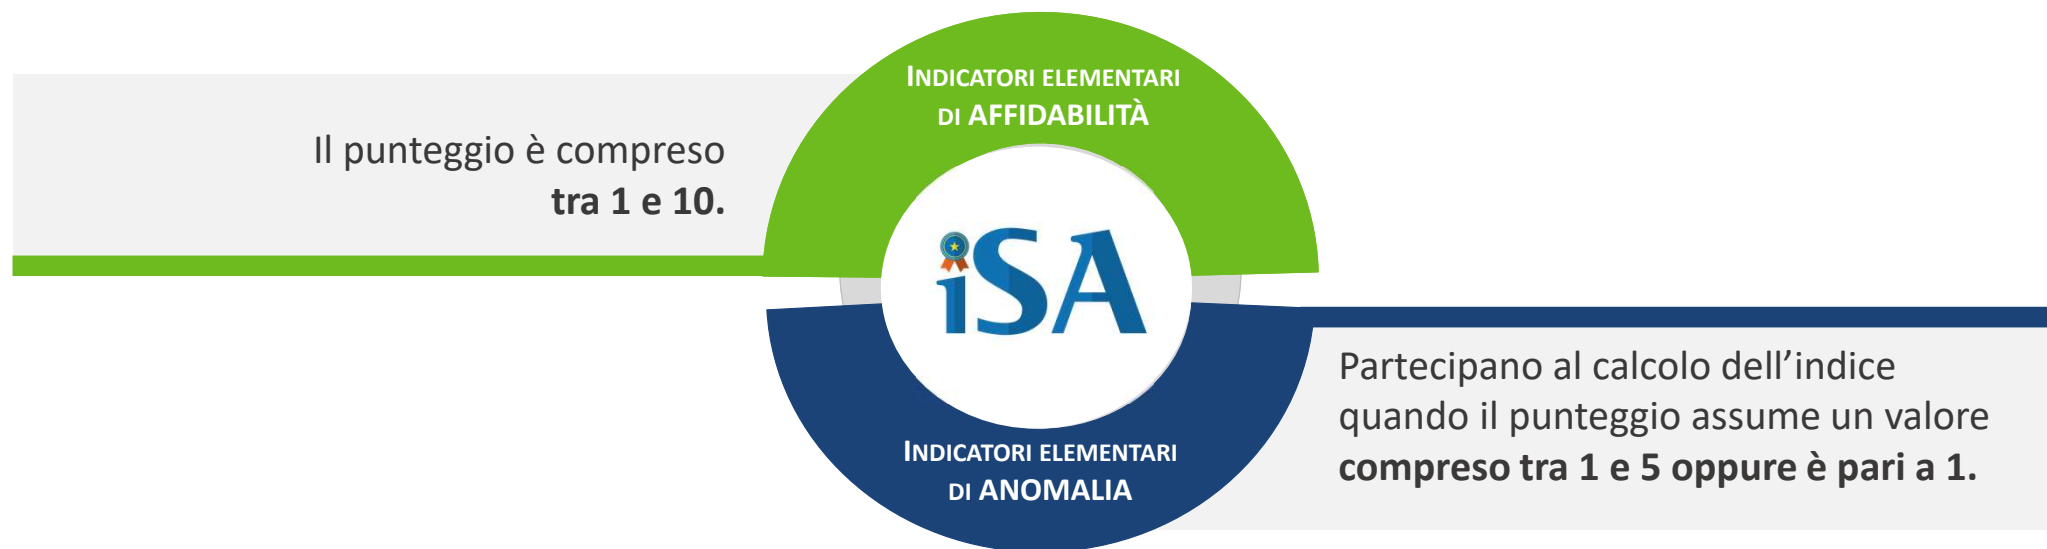 INDICATORI ELEMENTARI
DI AFFIDABILITÀ
Il punteggio è compreso
tra 1 e 10.
iSA
Partecipano al calcolo dell’indice
quando il punteggio assume un valore
compreso tra 1 e 5 oppure è pari a 1.
INDICATORI ELEMENTARI
DI ANOMALIA